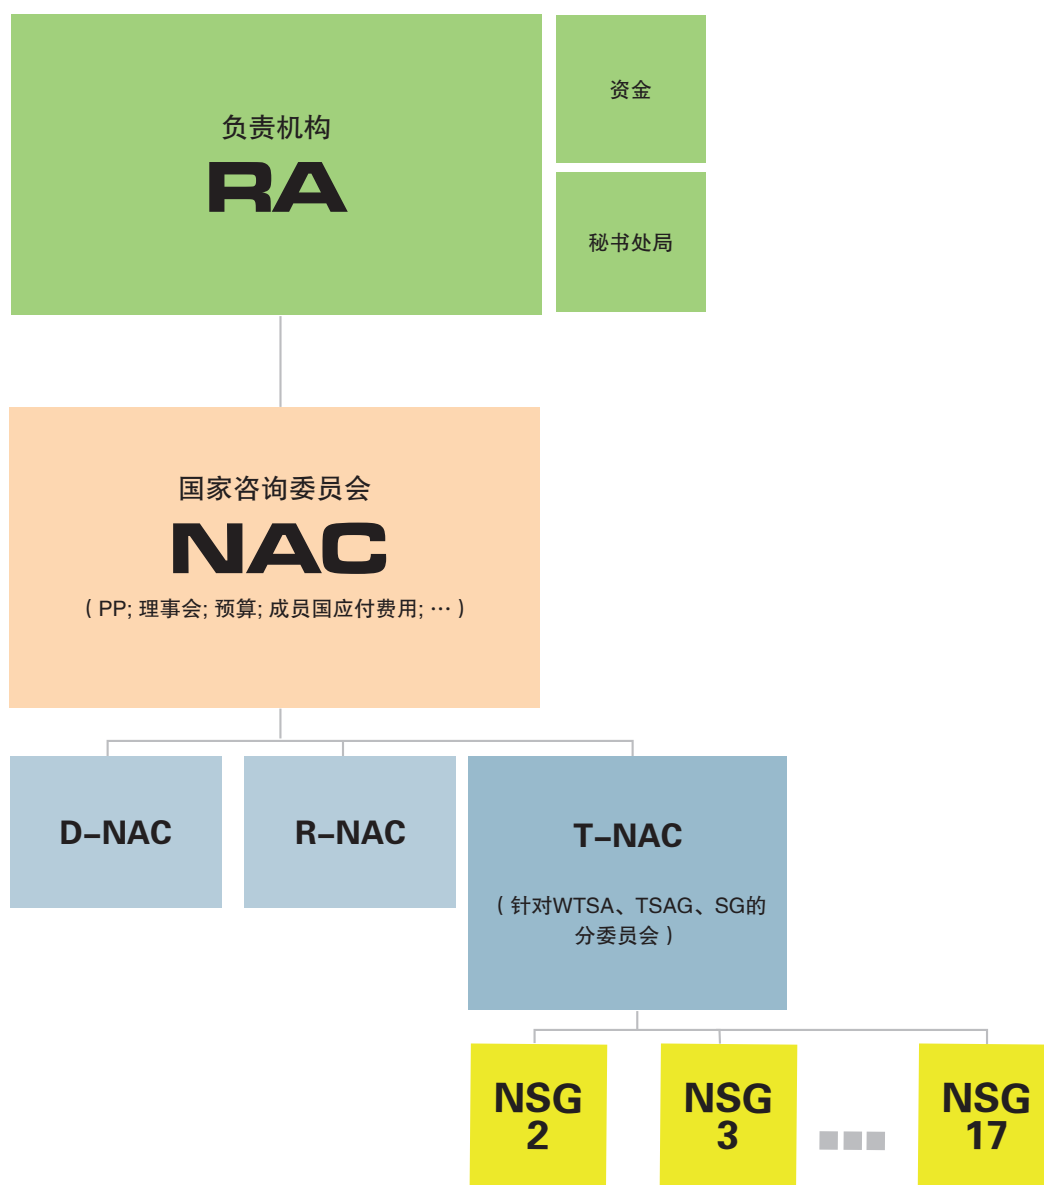 负责机构
RA
资金
秘书处局
国家咨询委员会
NAC
( PP; 理事会; 预算; 成员国应付费用; ··· )
D–NAC
R–NAC
T–NAC
( 针对WTSA、TSAG、SG的
分委员会 )
NSG
2
NSG
3
NSG
17